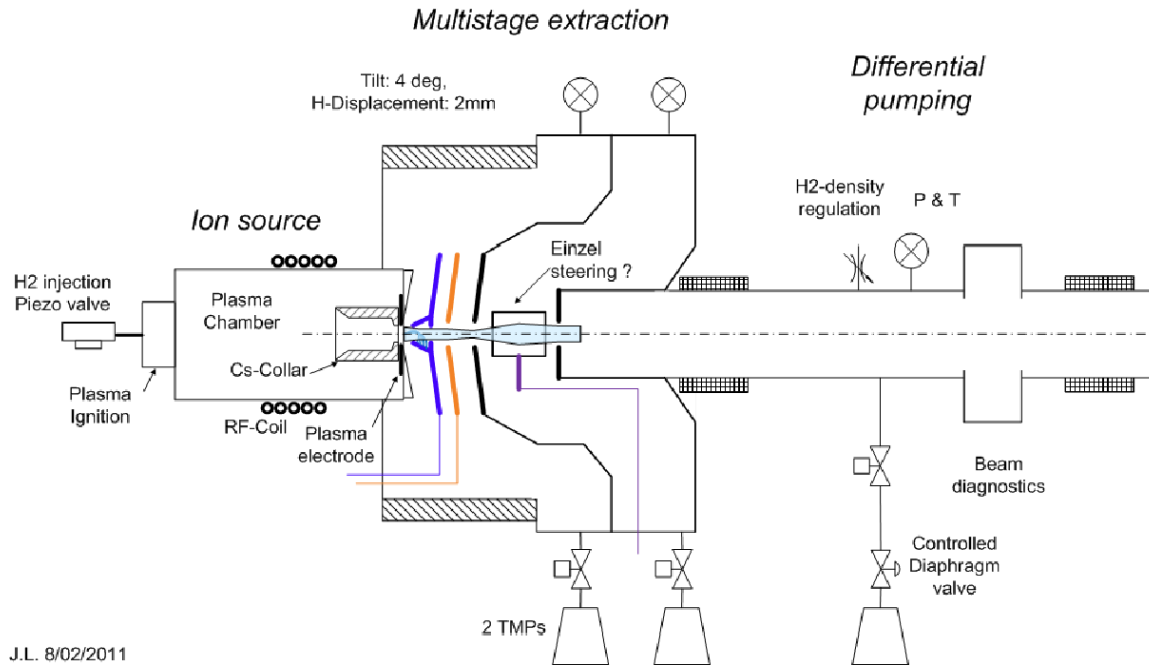 Multistage extraction
Tilt: 4 deg,
H-Displacement: 2mm
Differential
pumping
H2-density
regulation
P & T
Ion source
Einzel
steering ?
H2 injection
Piezo valve
Plasma
Chamber
Cs-Collar
Plasma
Ignition
RF-Coil
Plasma
electrode
Beam
diagnostics
Controlled
Diaphragm
valve
2 TMPs
J.L. 8/02/2011